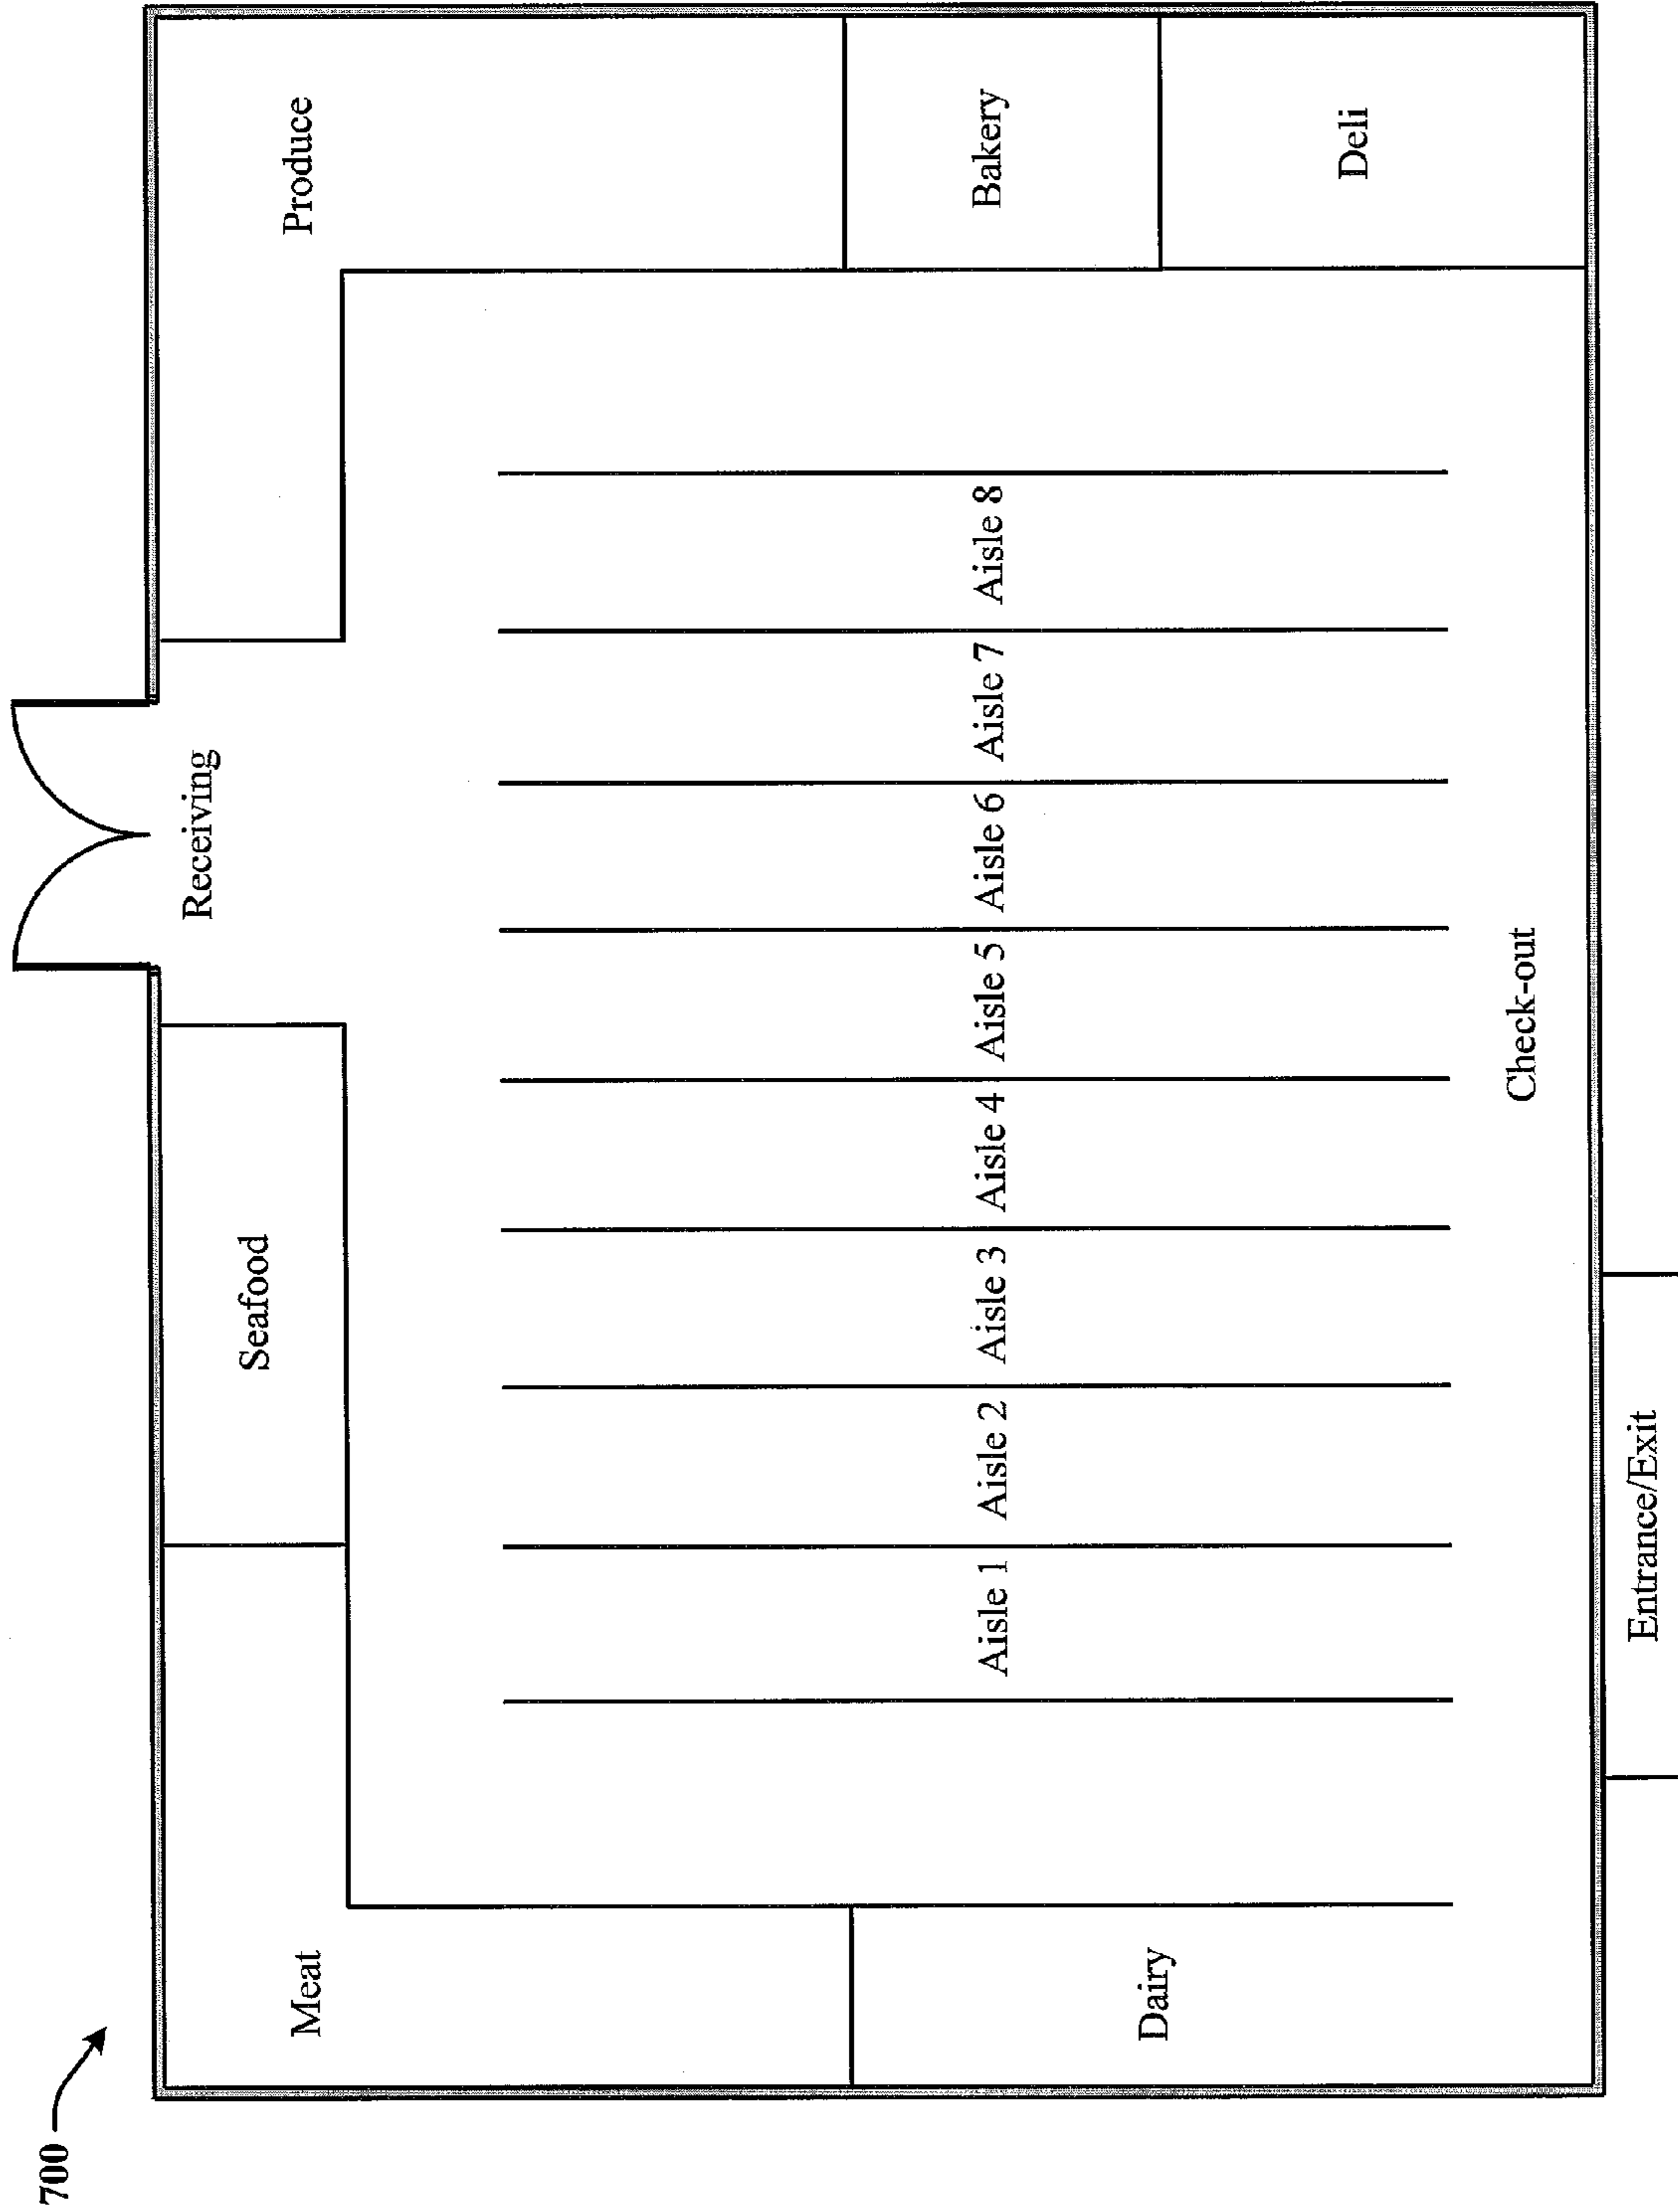 700
Meat
Seafood
Receiving
Produce
Dairy
Aisle 1
Aisle 2
Aisle 3
Aisle 4
Aisle 5
Aisle 6
Aisle 7
Aisle 8
Bakery
Deli
Check-out
Entrance/Exit